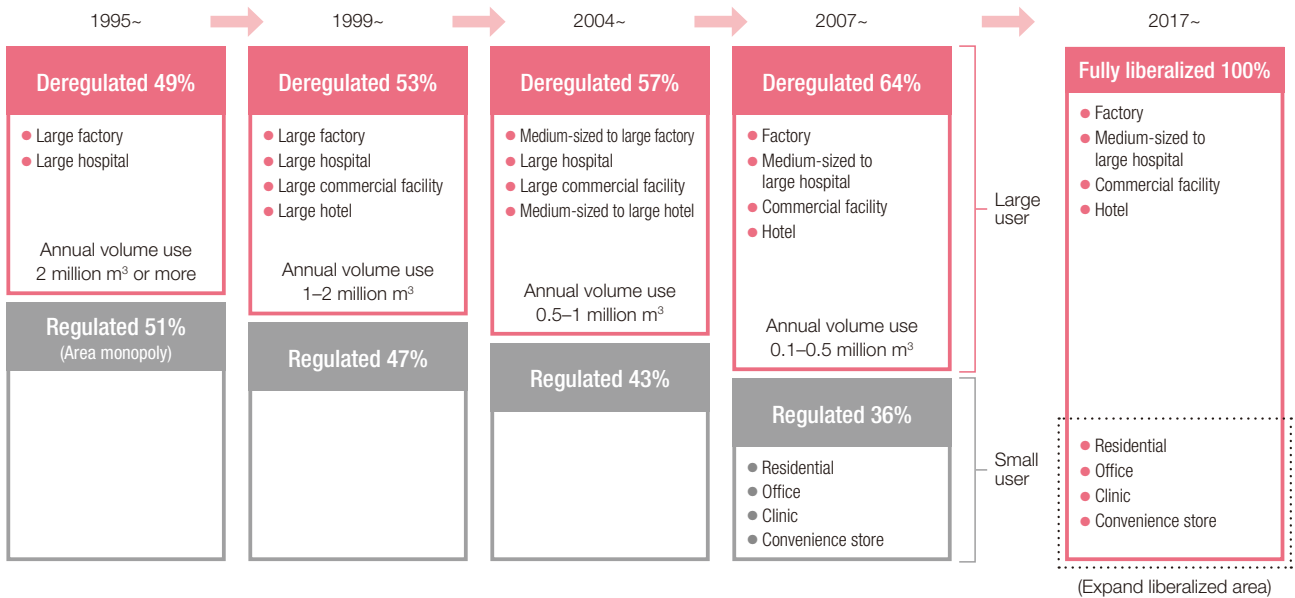 1995~
1999~
2004~
2007~
2017~
Deregulated 49%
● Large factory
● Large hospital
Annual volume use
2 million m³ or more
Regulated 51%
(Area monopoly)
Deregulated 53%
● Large factory
● Large hospital
● Large commercial facility
● Large hotel
Annual volume use
1–2 million m³
Regulated 47%
Deregulated 57%
● Medium-sized to large factory
● Large hospital
● Large commercial facility
● Medium-sized to large hotel
Annual volume use
0.5–1 million m³
Regulated 43%
Deregulated 64%
● Factory
● Medium-sized to
large hospital
● Commercial facility
● Hotel
Annual volume use
0.1–0.5 million m³
Regulated 36%
● Residential
● Office
● Clinic
● Convenience store
Large
user
Small
user
Fully liberalized 100%
● Factory
● Medium-sized to
large hospital
● Commercial facility
● Hotel
● Residential
● Office
● Clinic
● Convenience store
(Expand liberalized area)